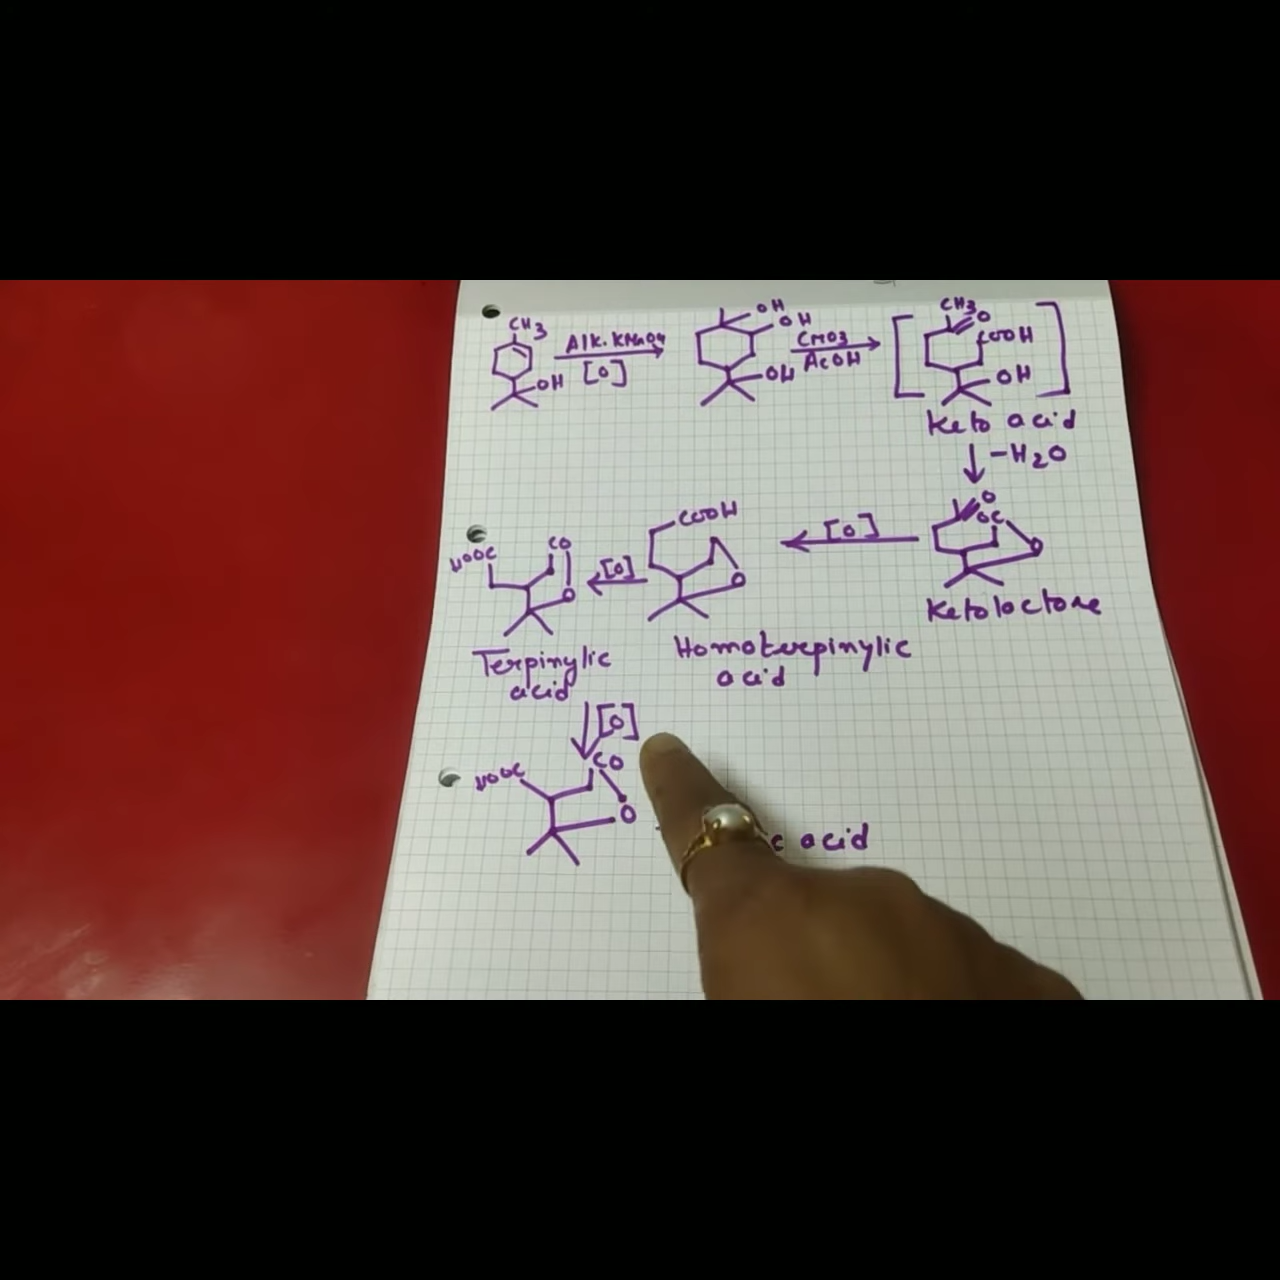 CH3
OH
Alk. KMnO4
[O]
OH
OH
OH
CrO3
AcOH
CH3
O
COOH
OH
Keto acid
-H2O
O
OC
O
Ketolactone
[O]
COOH
O
Homoterpinylic
acid
[O]
HOOC
CO
O
Terpinylic
acid
[O]
HOOC
CO
O
c acid